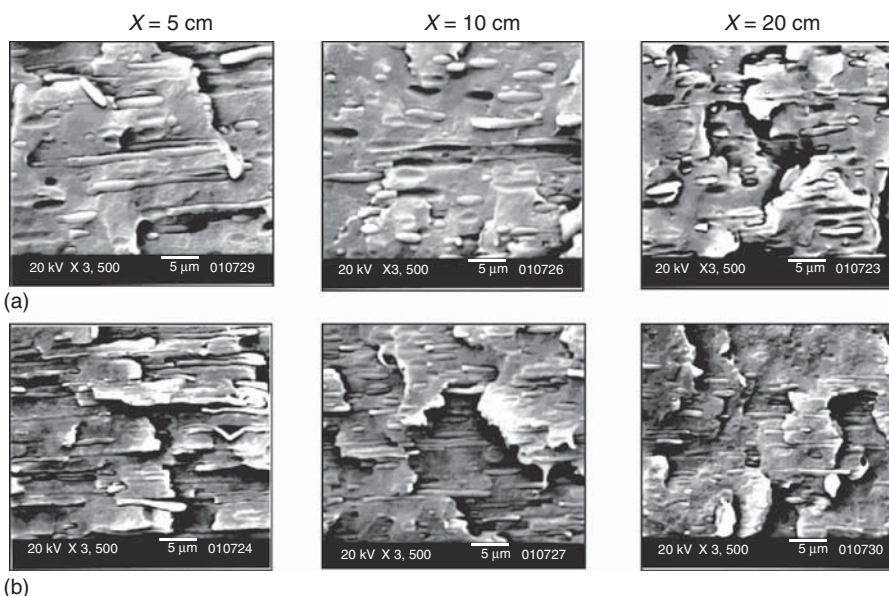 X = 5 cm X = 10 cm X = 20 cm
20 kV X 3, 500 5 μm 010729
20 kV X 3, 500 5 μm 010726
20 kV X3, 500 5 μm 010723
(a)
20 kV X 3, 500 5 μm 010724
20 kV X 3, 500 5 μm 010727
20 kV X 3, 500 5 μm 010730
(b)